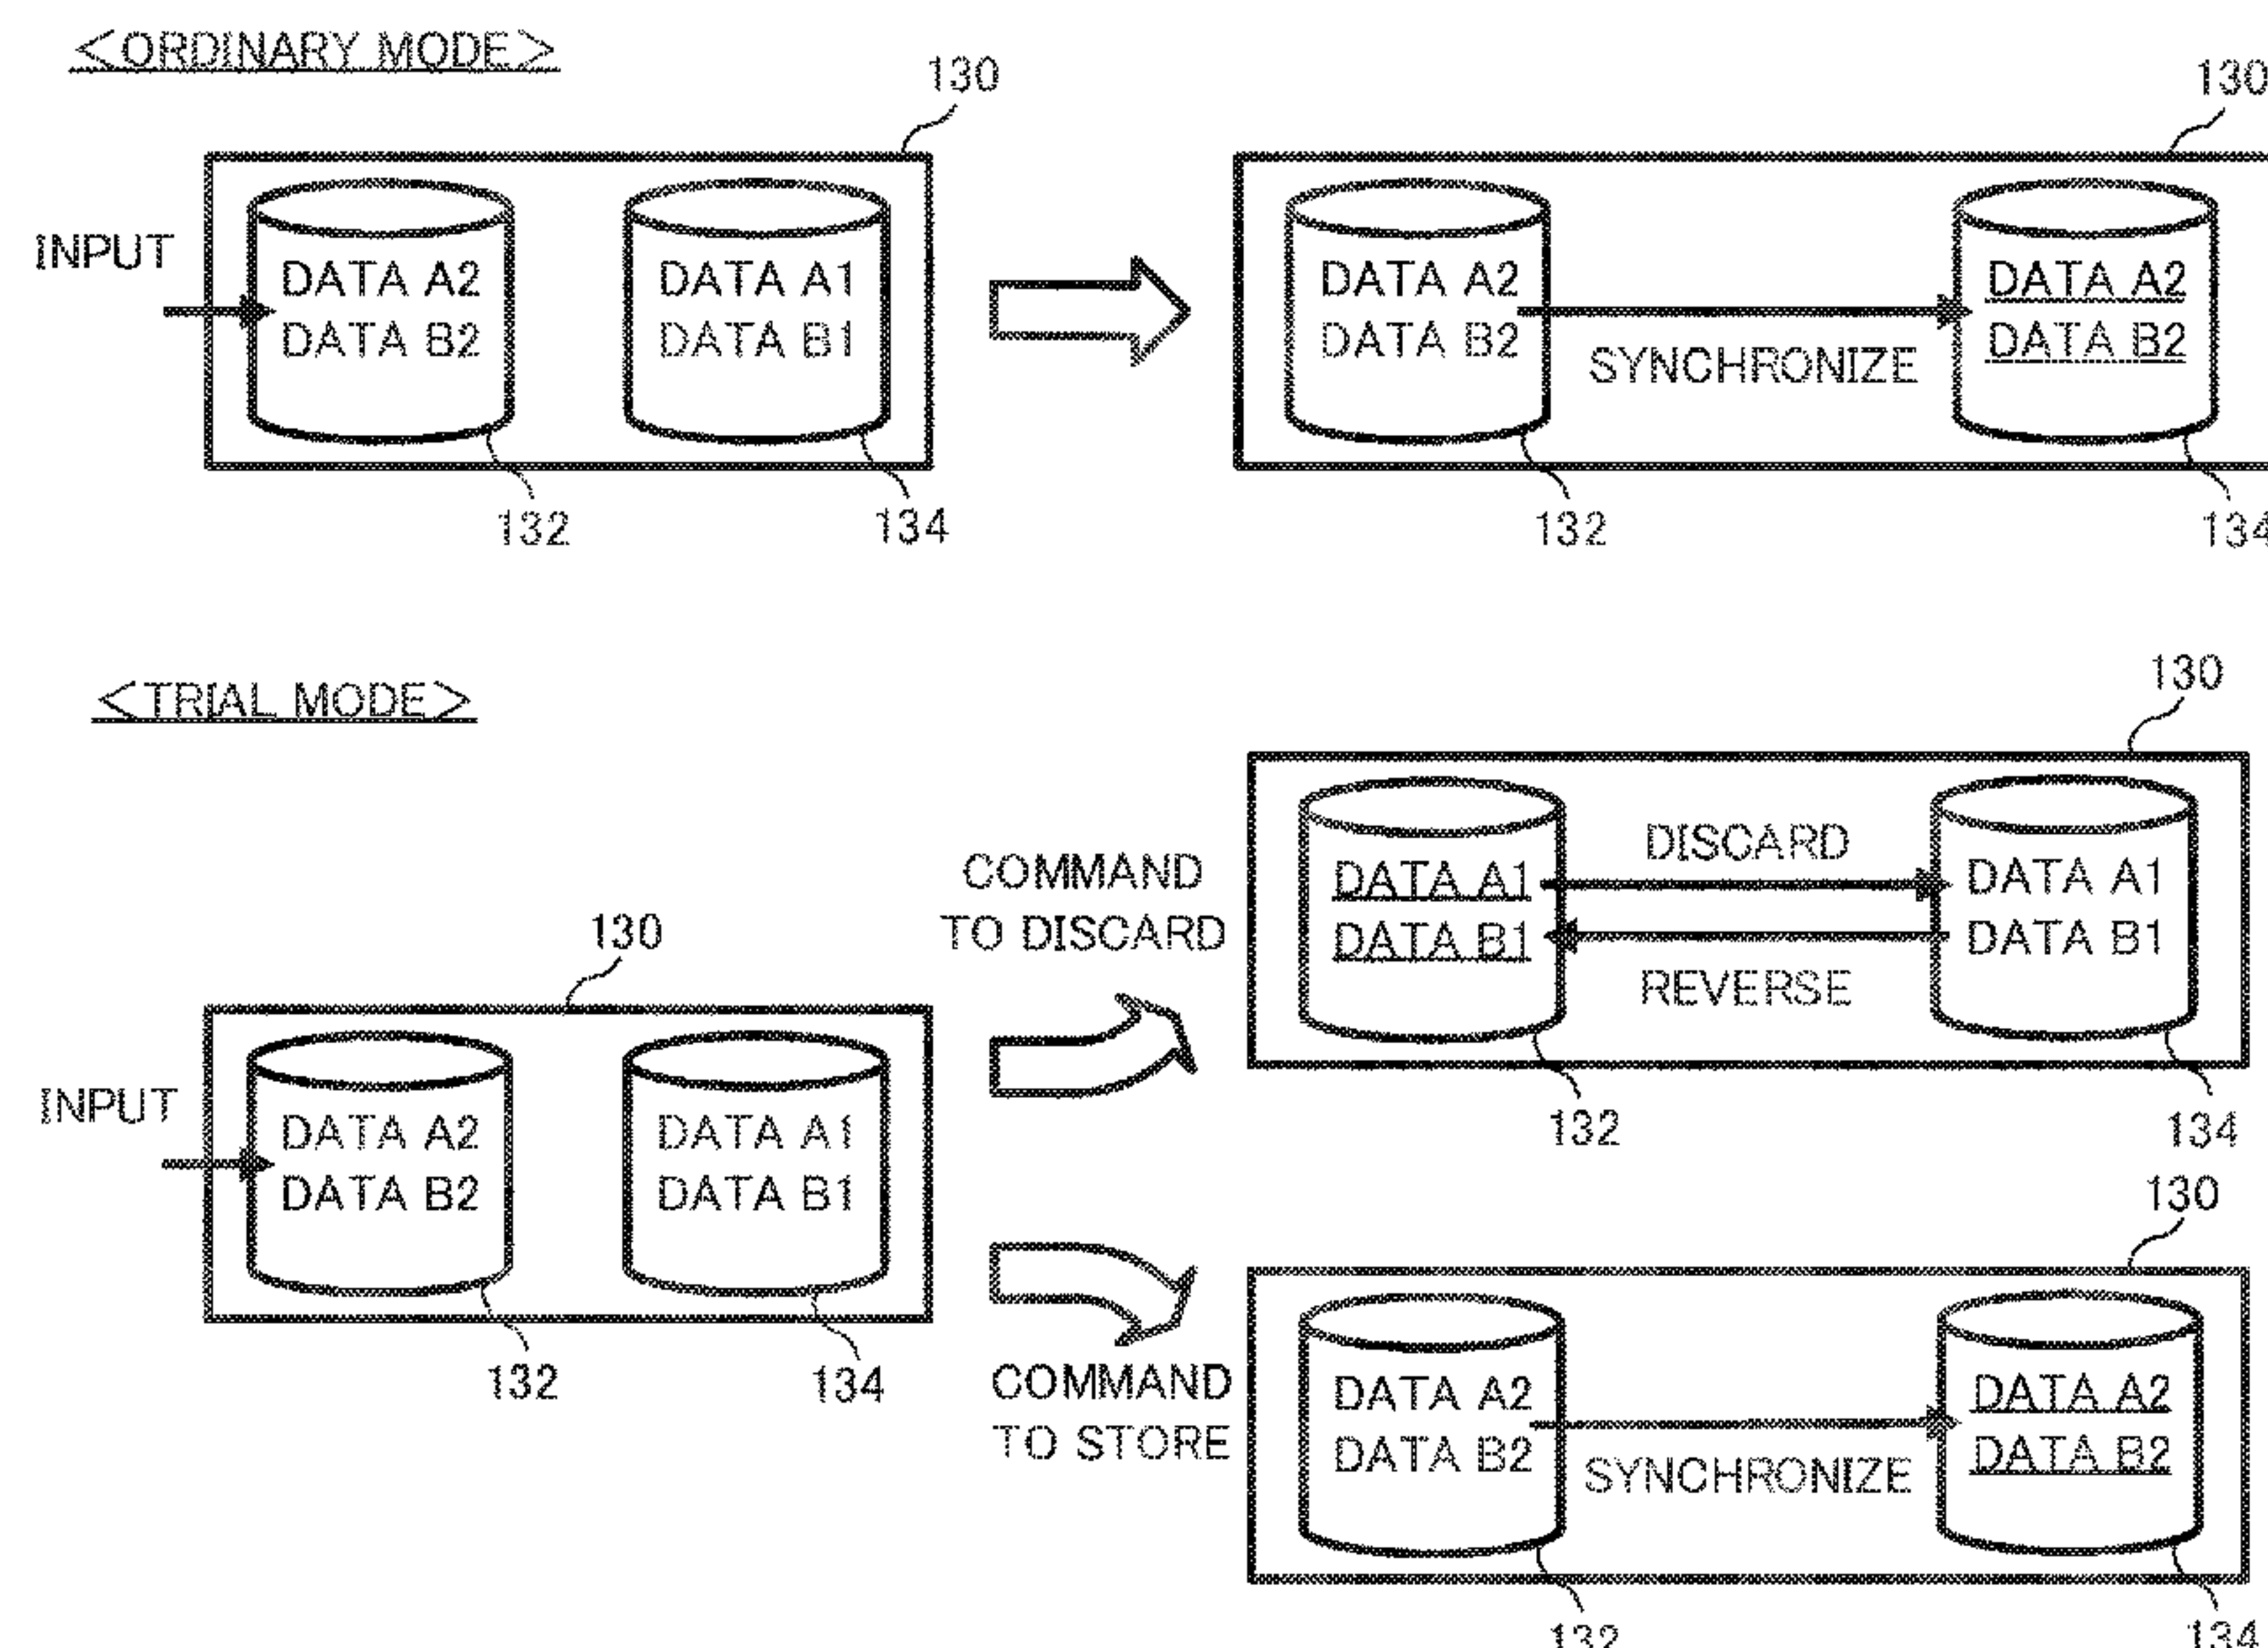 <ORDINARY MODE>
130
130
INPUT
DATA A2
DATA B2
DATA A1
DATA B1
DATA A2
DATA B2
SYNCHRONIZE
DATA A2
DATA B2
132
134
132
134
<TRIAL MODE>
130
COMMAND
TO DISCARD
DATA A1
DATA B1
DISCARD
REVERSE
DATA A1
DATA B1
132
134
130
INPUT
DATA A2
DATA B2
DATA A1
DATA B1
132
134
COMMAND
TO STORE
130
DATA A2
DATA B2
SYNCHRONIZE
DATA A2
DATA B2
132
134